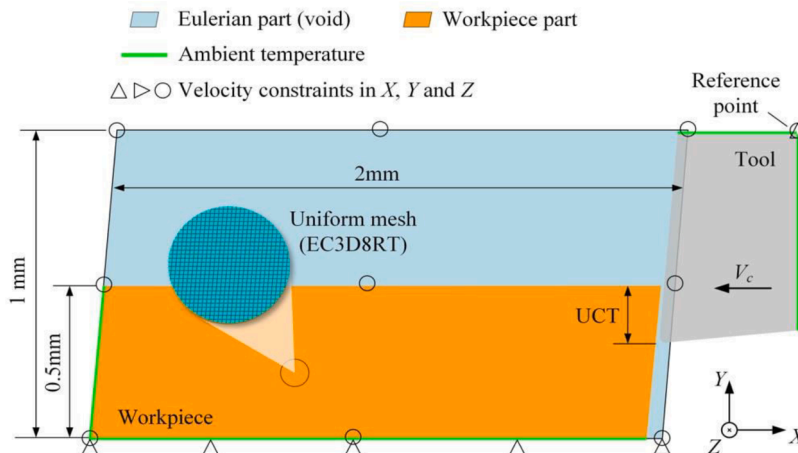 Eulerian part (void)
Workpiece part
Ambient temperature
Velocity constraints in X, Y and Z
Reference
point
Tool
2mm
Uniform mesh
(EC3D8RT)
1 mm
0.5mm
UCT
Vc
Workpiece
Y
Z
X